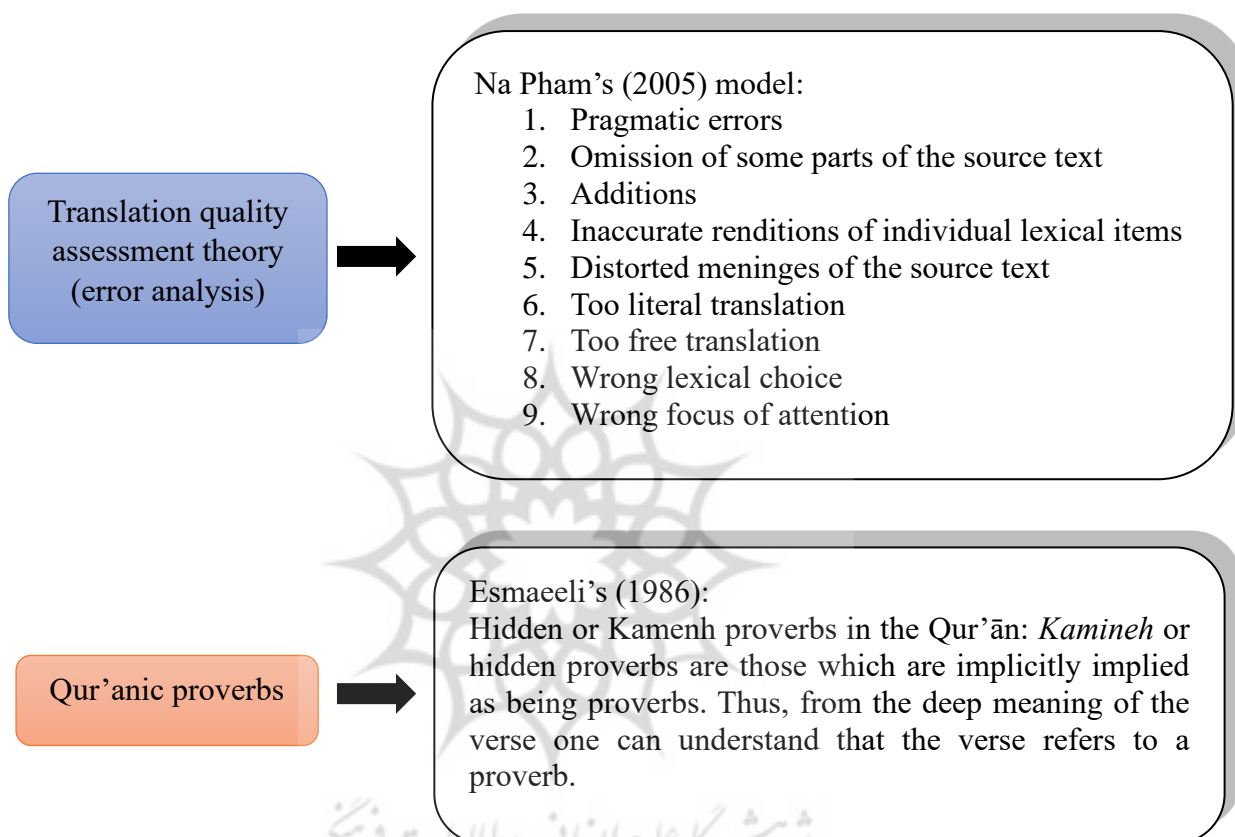 Na Pham’s (2005) model:
1. Pragmatic errors
2. Omission of some parts of the source text
3. Additions
4. Inaccurate renditions of individual lexical items
5. Distorted meninges of the source text
6. Too literal translation
7. Too free translation
8. Wrong lexical choice
9. Wrong focus of attention
Translation quality
assessment theory
(error analysis)
Esmaeeli’s (1986):
Hidden or Kamenh proverbs in the Qur’ān: Kamineh or
hidden proverbs are those which are implicitly implied
as being proverbs. Thus, from the deep meaning of the
verse one can understand that the verse refers to a
proverb.
Qur’anic proverbs